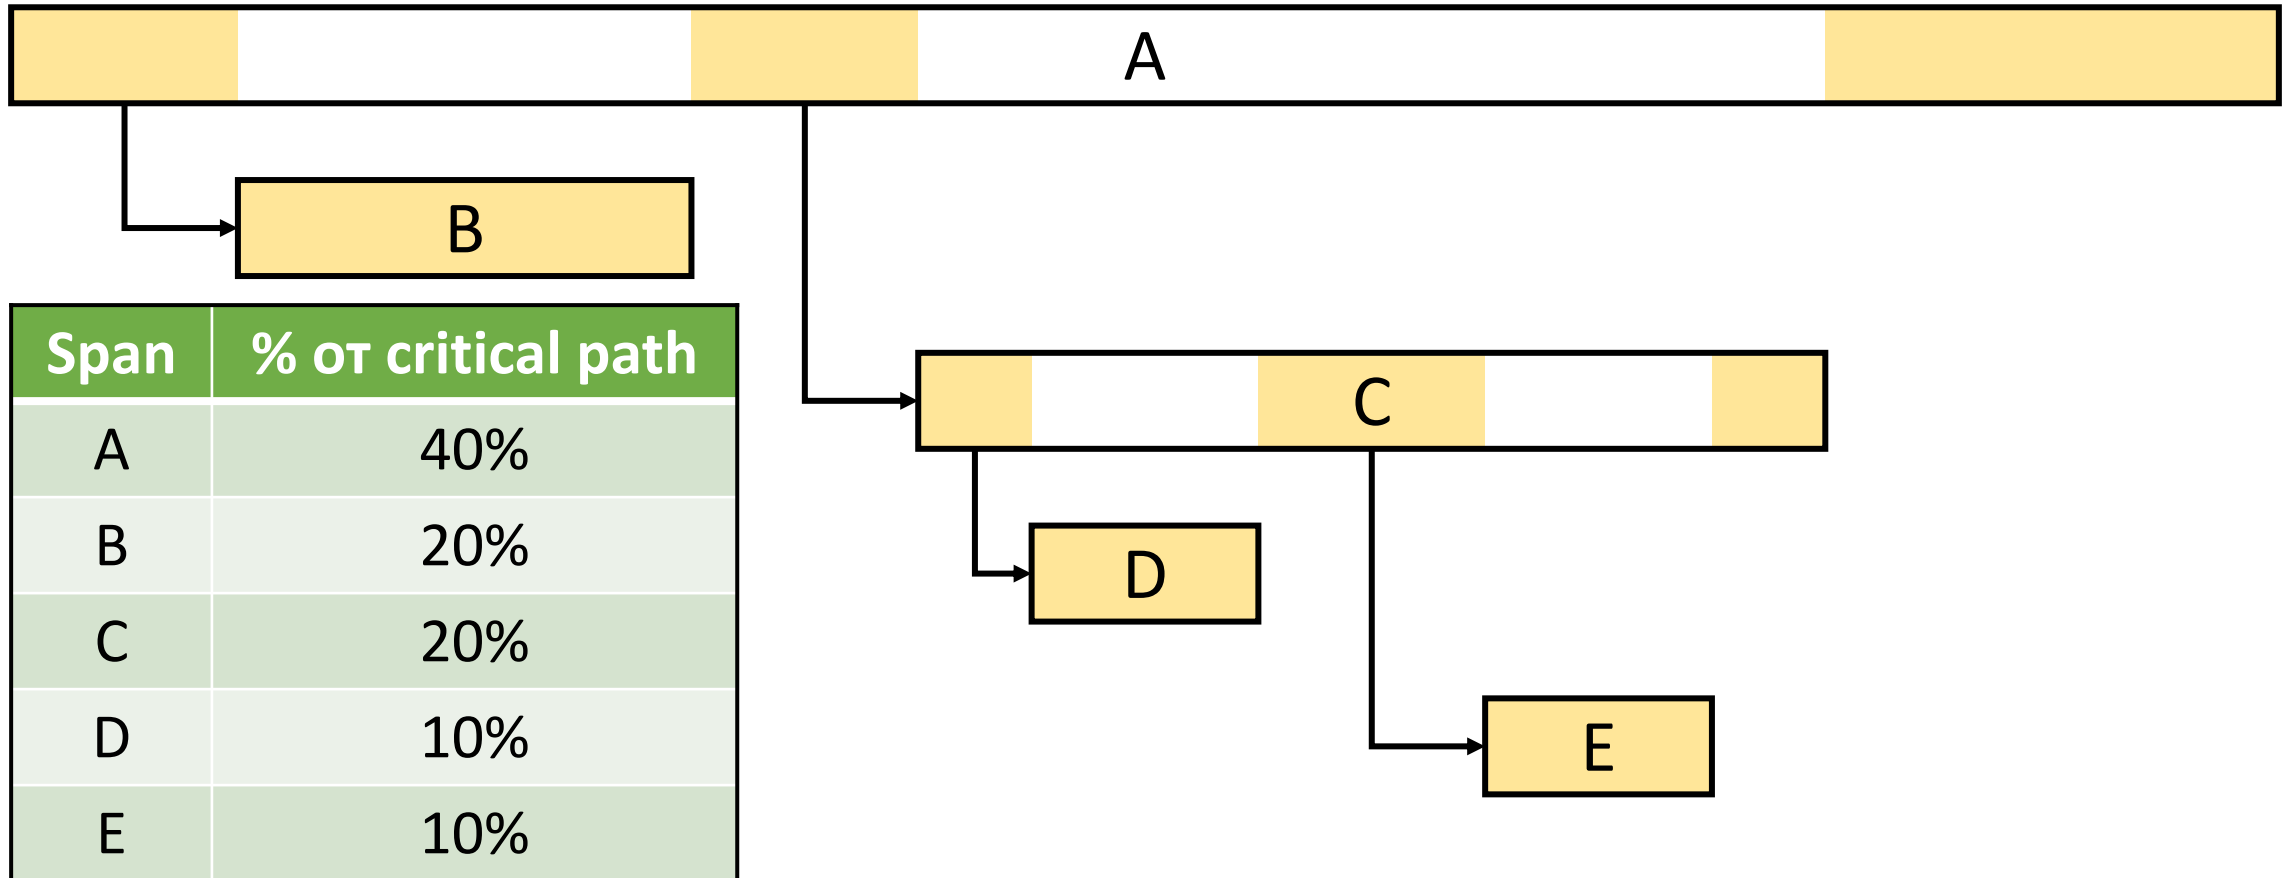 A
B
Span % от critical path
A 40%
B 20%
C 20%
D 10%
E 10%
C
D
E